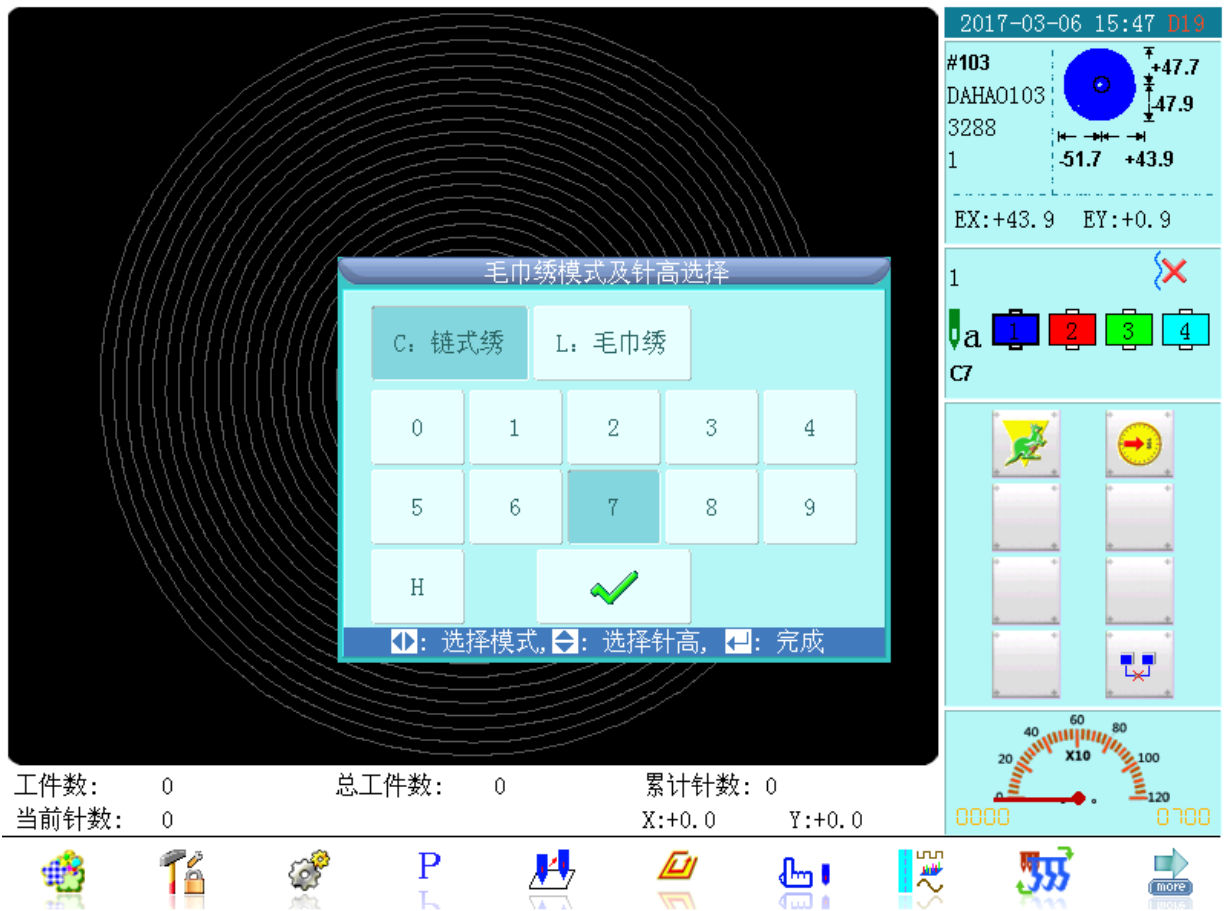 2017-03-06 15:47 D19
#103
DAHAO103
3288
1
+47.7
-47.9
-51.7 +43.9
EX:+43.9 EY:+0.9
毛巾绣模式及针高选择
C: 链式绣 L: 毛巾绣
0 1 2 3 4
5 6 7 8 9
H
: 选择模式, : 选择针高, : 完成
1
a 1 2 3 4
C7
0 20 40 60 80 100 120
X10
0000 0700
工件数: 0 总工件数: 0 累计针数: 0
当前针数: 0 X:+0.0 Y:+0.0
P
more